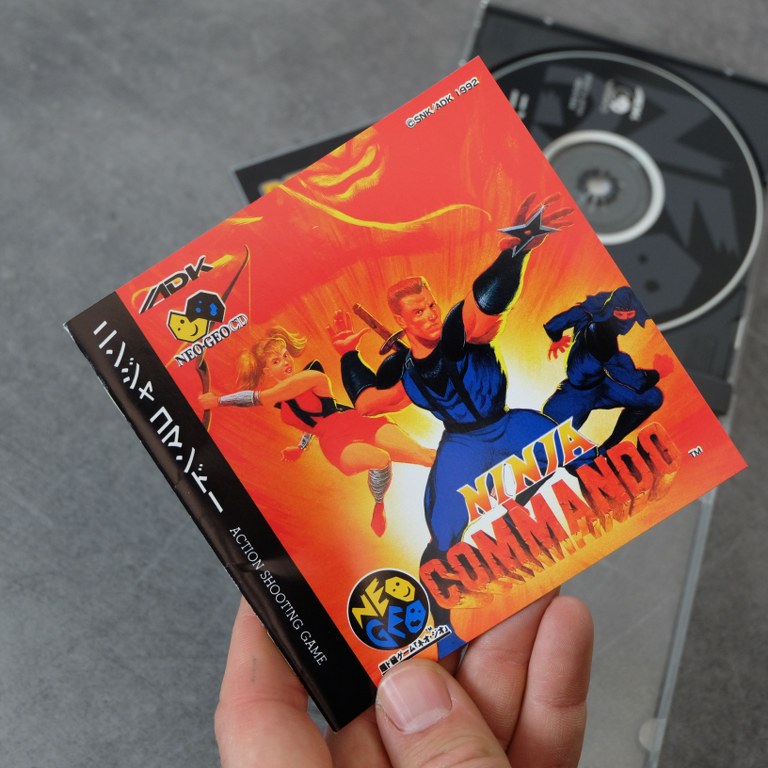 ©SNK/ADK 1992
ADK
NEO·GEO CD
ニンジャ コマンドー
ACTION SHOOTING GAME
NINJA
COMMANDO
TM
NEO
GEO